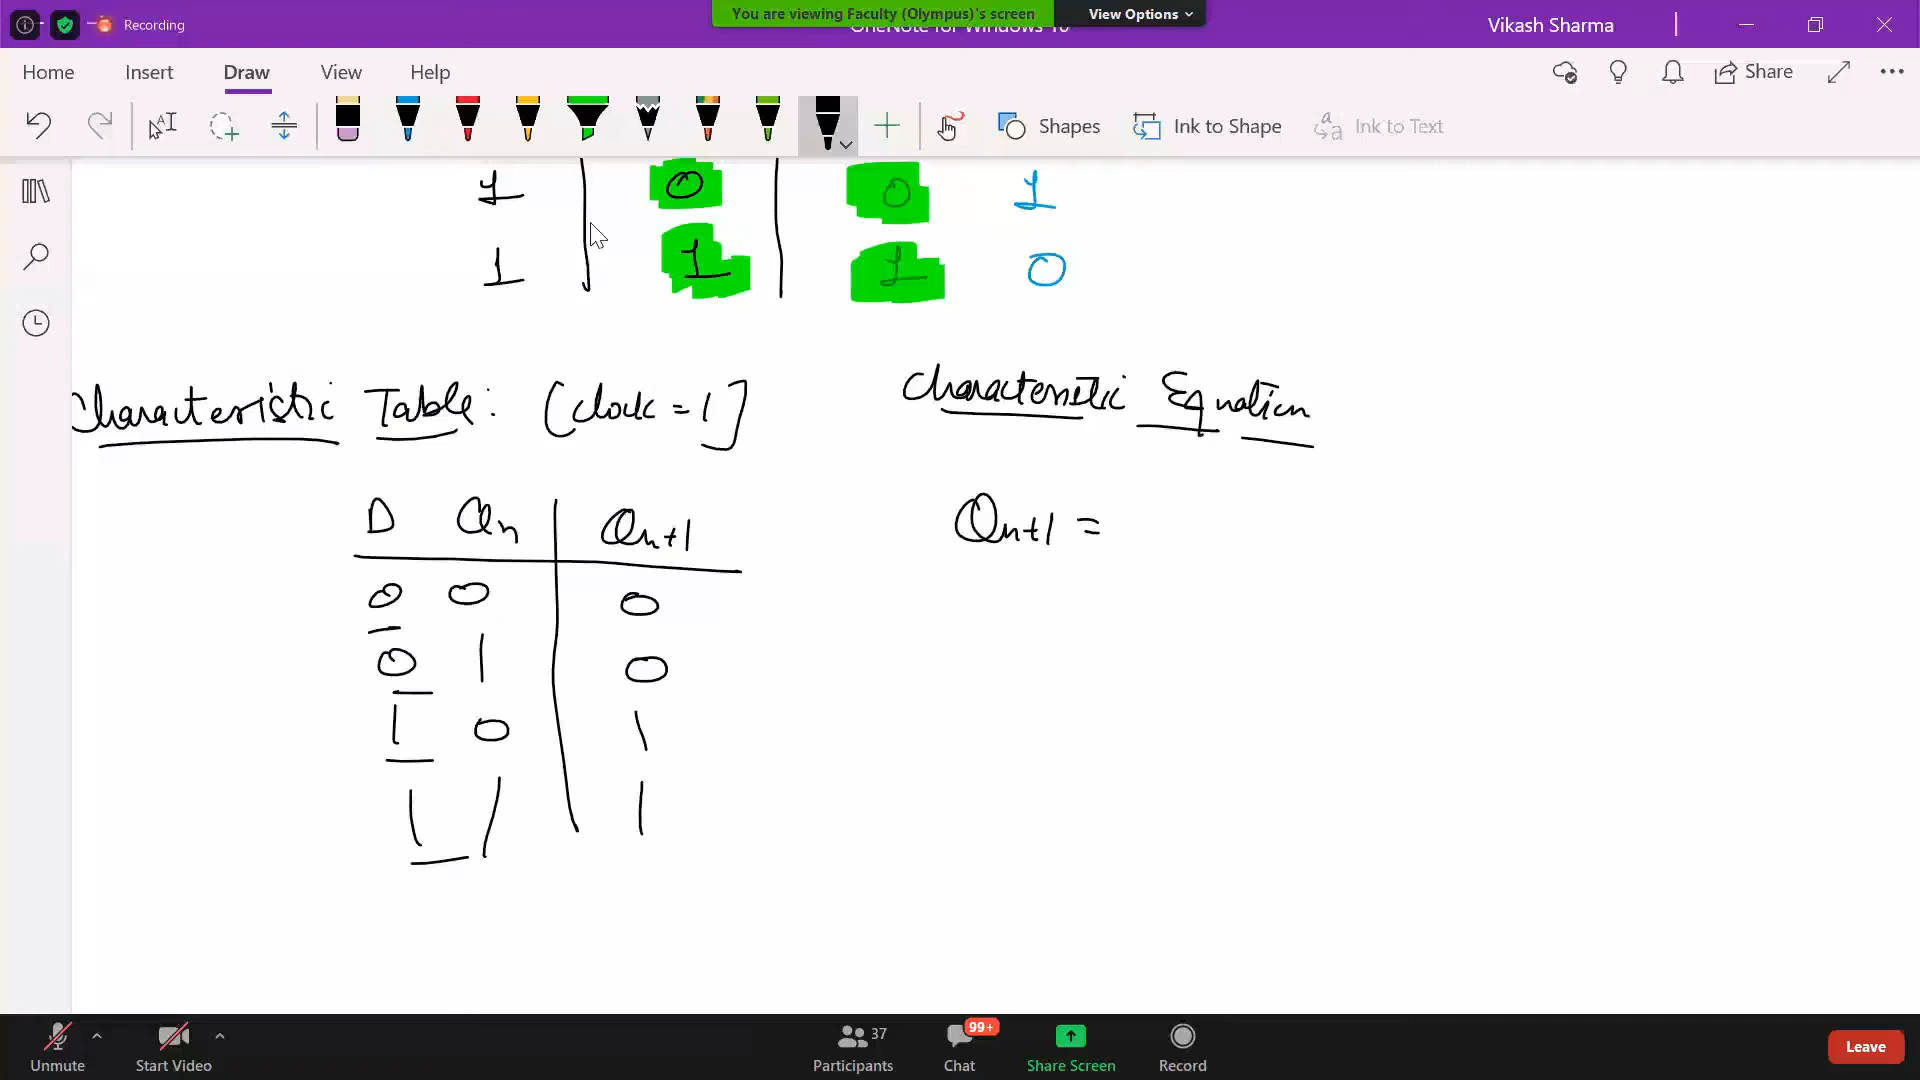 Recording
You are viewing Faculty (Olympus)'s screen
View Options
Vikash Sharma
Home Insert Draw View Help
Share
Shapes Ink to Shape Ink to Text
1 0 0 1
1 1 1 0
Characteristic Table: [clock = 1]
Characteristic Equation
D Qn Qn+1
Qn+1 =
0 0 0
0 1 0
1 0 1
1 1 1
Unmute Start Video
37
Participants
99+
Chat Share Screen Record Leave